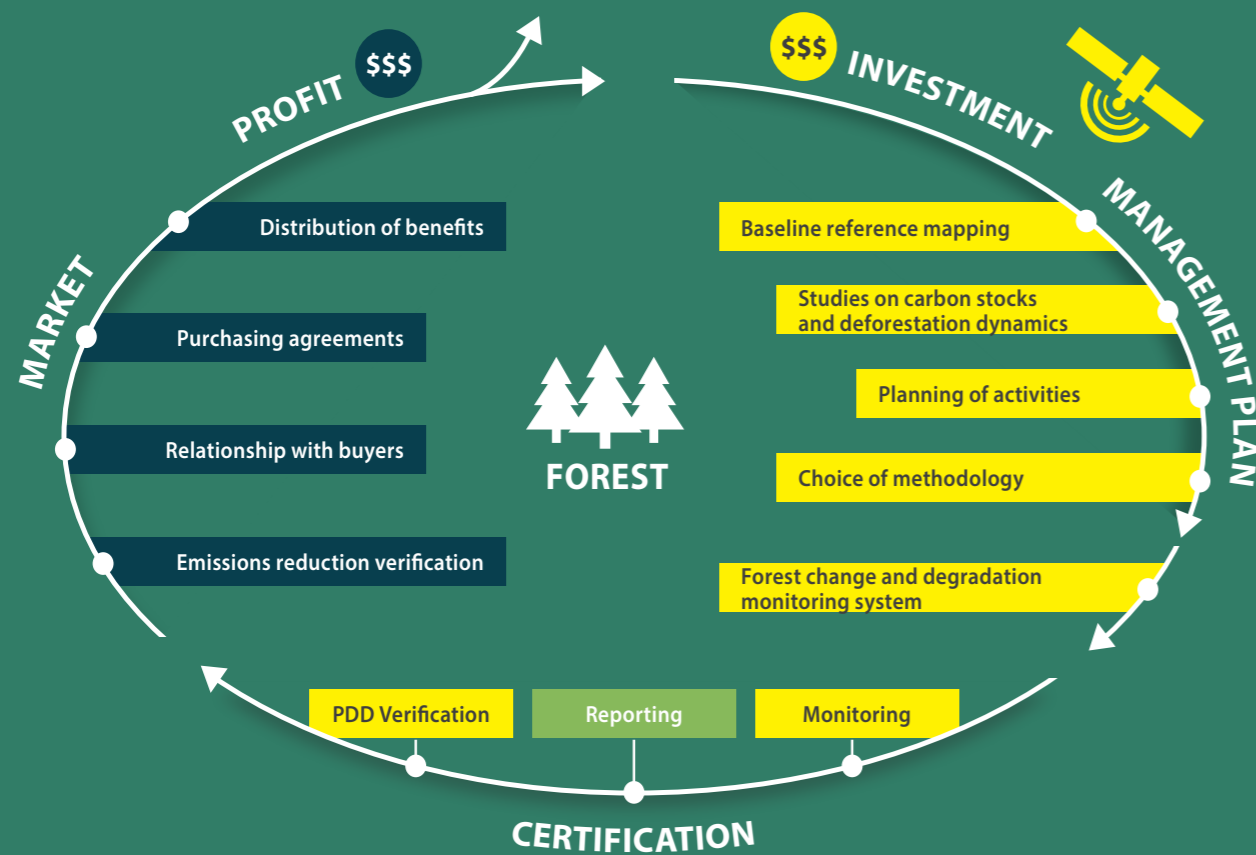 PROFIT
$$$
$$$
INVESTMENT
MANAGEMENT PLAN
Baseline reference mapping
Studies on carbon stocks
and deforestation dynamics
Planning of activities
Choice of methodology
Forest change and degradation
monitoring system
Monitoring
Reporting
PDD Verification
CERTIFICATION
Emissions reduction verification
Relationship with buyers
Purchasing agreements
Distribution of benefits
MARKET
FOREST